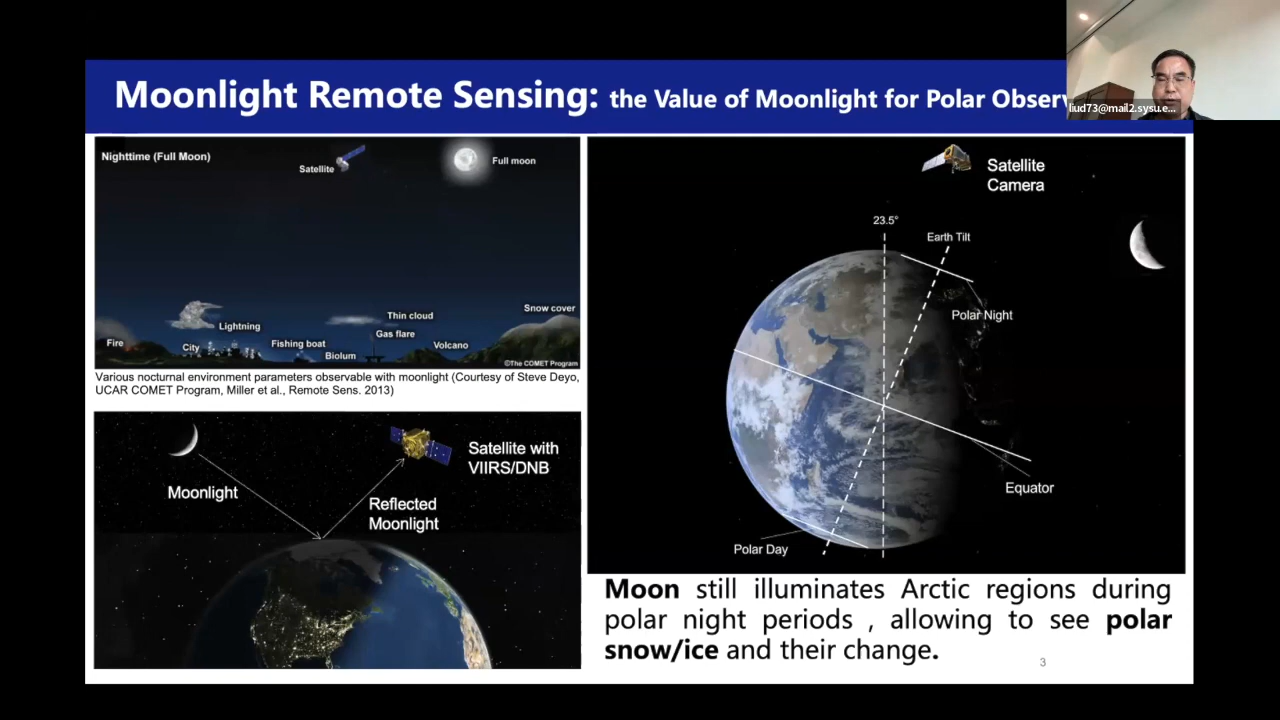 Moonlight Remote Sensing: the Value of Moonlight for Polar Obser
liud73@mail2.sysu.e...
Nighttime (Full Moon)
Satellite
Full moon
Snow cover
Thin cloud
Lightning
Gas flare
Fire
City
Fishing boat
Volcano
Biolum
©The COMET Program
Various nocturnal environment parameters observable with moonlight (Courtesy of Steve Deyo,
UCAR COMET Program, Miller et al., Remote Sens. 2013)
Satellite with
VIIRS/DNB
Moonlight
Reflected
Moonlight
Satellite
Camera
23.5°
Earth Tilt
Polar Night
Equator
Polar Day
Moon still illuminates Arctic regions during
polar night periods , allowing to see polar
snow/ice and their change.
3